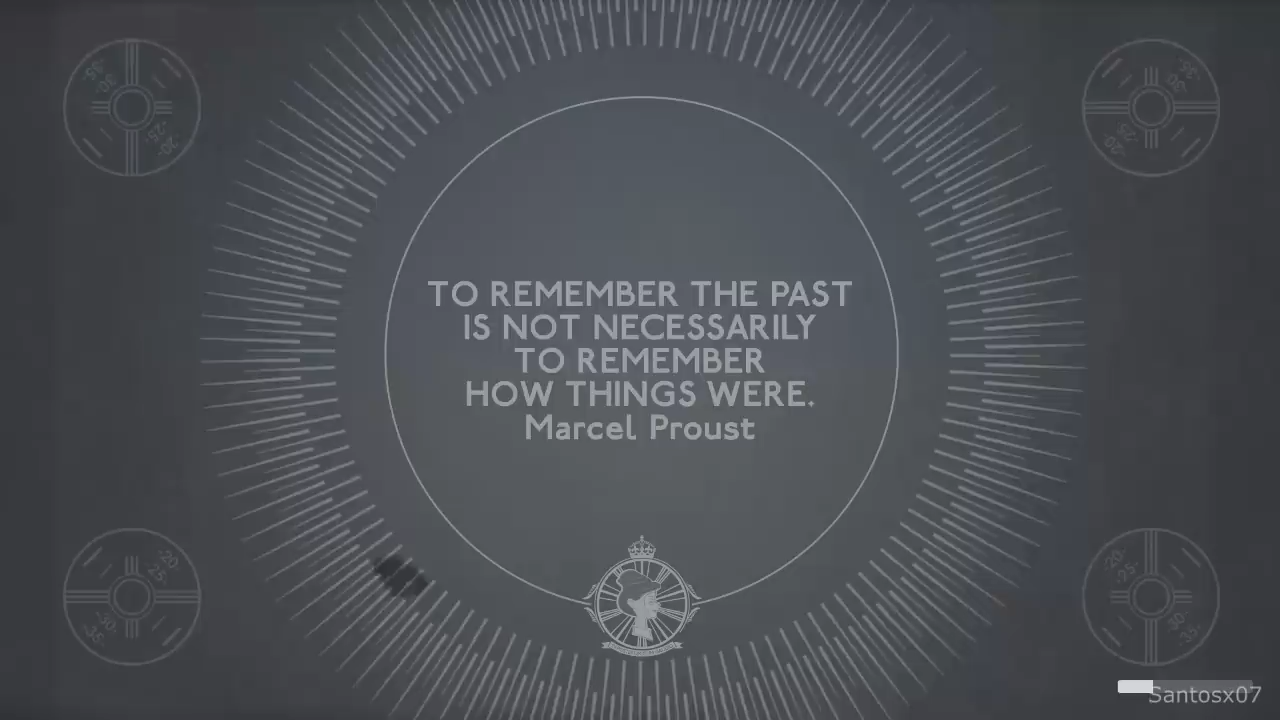 TO REMEMBER THE PAST
IS NOT NECESSARILY
TO REMEMBER
HOW THINGS WERE.
Marcel Proust
Santosx07